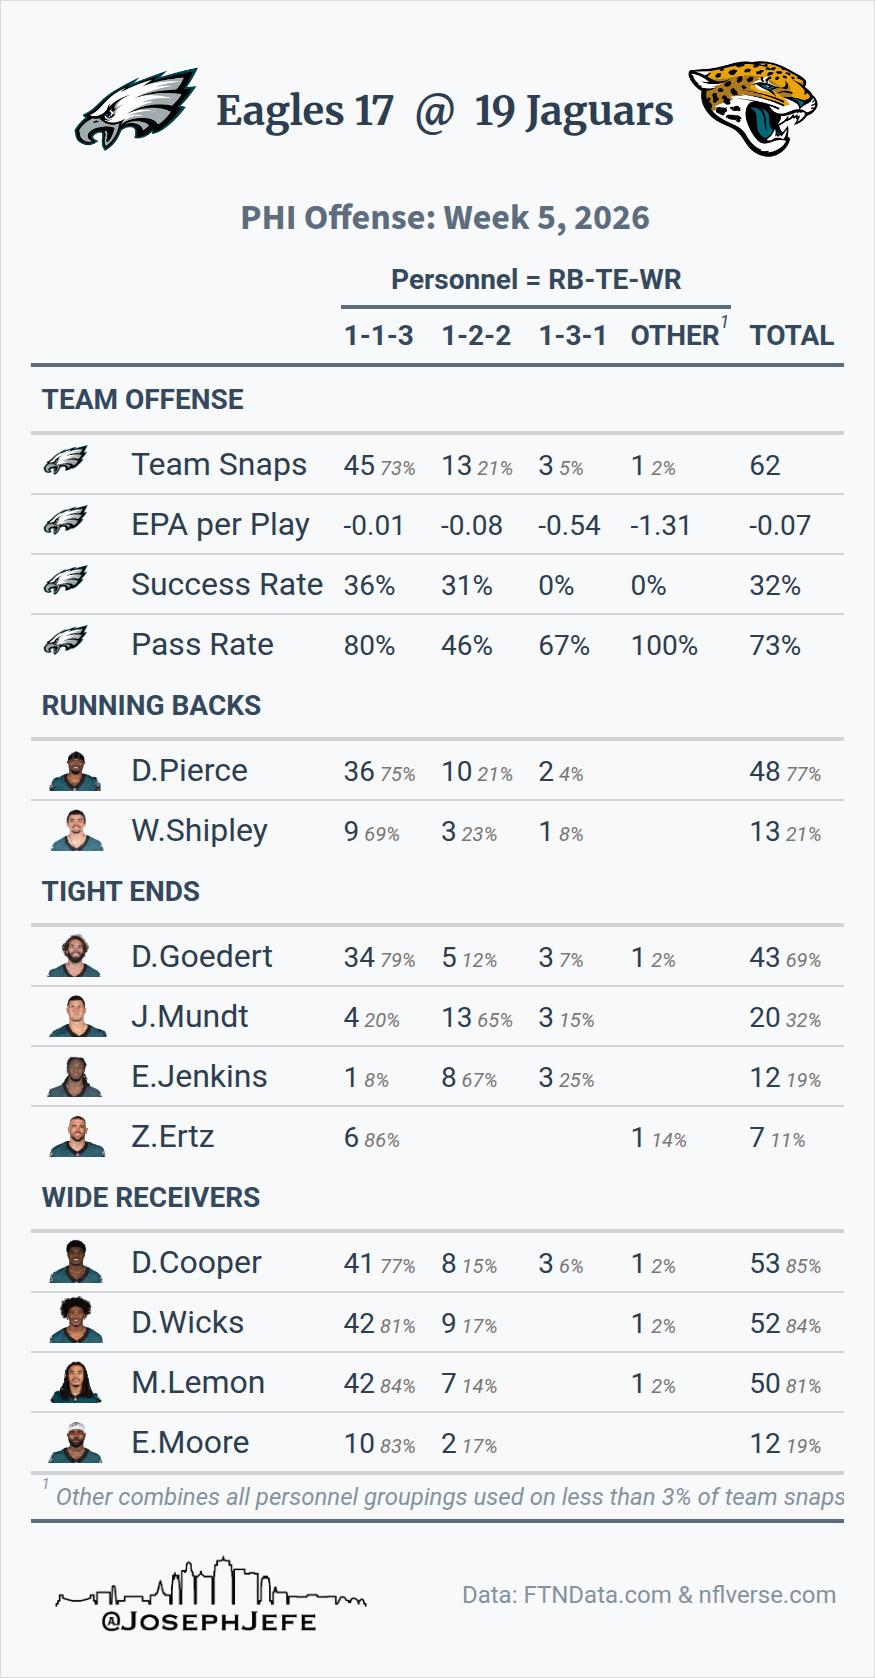 Eagles 17 @ 19 Jaguars
PHI Offense: Week 5, 2026
Personnel = RB-TE-WR
1-1-3 1-2-2 1-3-1 OTHER1 TOTAL
TEAM OFFENSE
Team Snaps 45 73% 13 21% 3 5% 1 2% 62
EPA per Play -0.01 -0.08 -0.54 -1.31 -0.07
Success Rate 36% 31% 0% 0% 32%
Pass Rate 80% 46% 67% 100% 73%
RUNNING BACKS
D.Pierce 36 75% 10 21% 2 4% 48 77%
W.Shipley 9 69% 3 23% 1 8% 13 21%
TIGHT ENDS
D.Goedert 34 79% 5 12% 3 7% 1 2% 43 69%
J.Mundt 4 20% 13 65% 3 15% 20 32%
E.Jenkins 1 8% 8 67% 3 25% 12 19%
Z.Ertz 6 86% 1 14% 7 11%
WIDE RECEIVERS
D.Cooper 41 77% 8 15% 3 6% 1 2% 53 85%
D.Wicks 42 81% 9 17% 1 2% 52 84%
M.Lemon 42 84% 7 14% 1 2% 50 81%
E.Moore 10 83% 2 17% 12 19%
1 Other combines all personnel groupings used on less than 3% of team snaps
@JosephJefe
Data: FTNData.com & nflverse.com